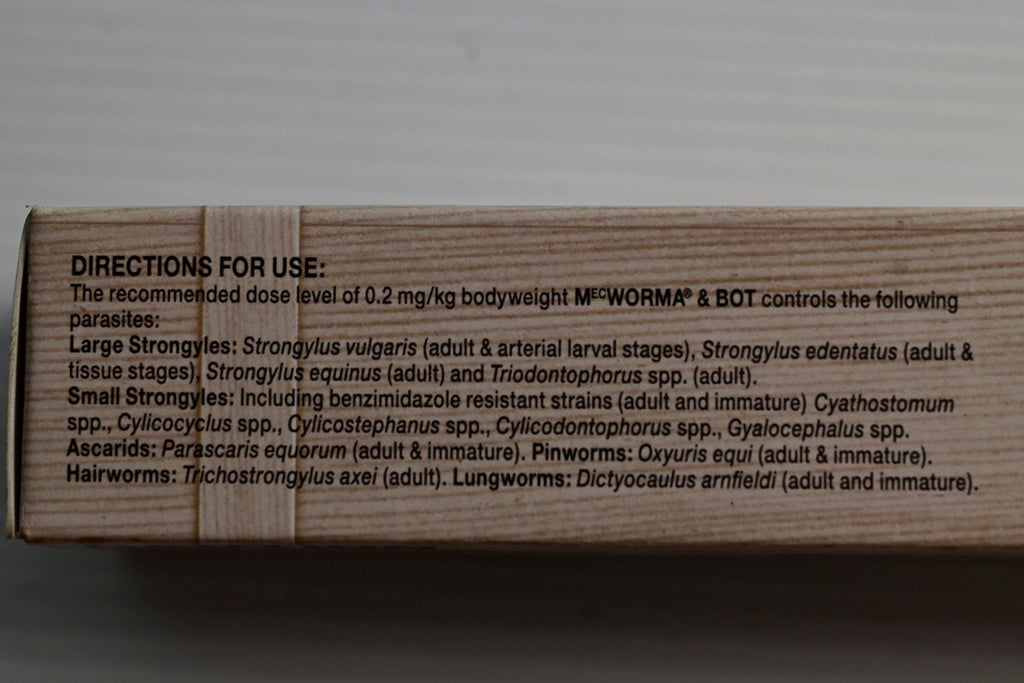 DIRECTIONS FOR USE:
The recommended dose level of 0.2 mg/kg bodyweight MECWORMA® & BOT controls the following
parasites:
Large Strongyles: Strongylus vulgaris (adult & arterial larval stages), Strongylus edentatus (adult &
tissue stages), Strongylus equinus (adult) and Triodontophorus spp. (adult).
Small Strongyles: Including benzimidazole resistant strains (adult and immature) Cyathostomum
spp., Cylicocyclus spp., Cylicostephanus spp., Cylicodontophorus spp., Gyalocephalus spp.
Ascarids: Parascaris equorum (adult & immature). Pinworms: Oxyuris equi (adult & immature).
Hairworms: Trichostrongylus axei (adult). Lungworms: Dictyocaulus arnfieldi (adult and immature).